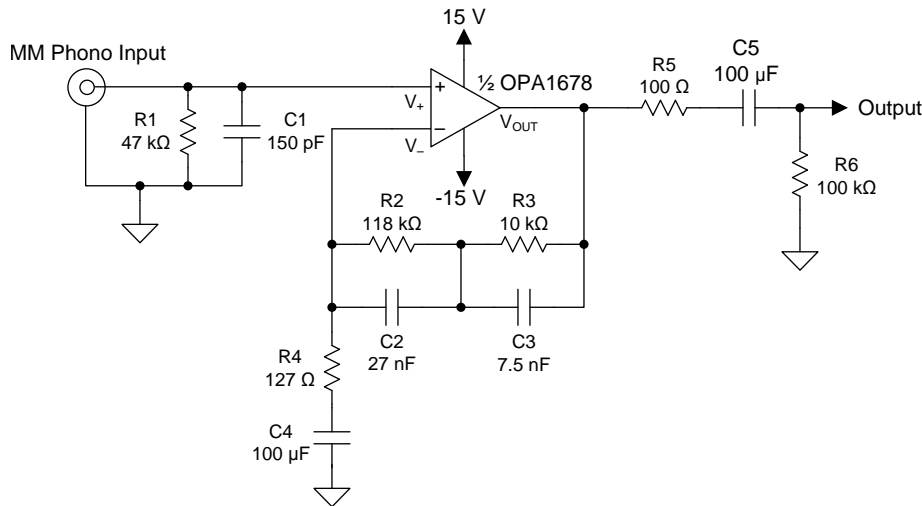 MM Phono Input
R1
47 kΩ
C1
150 pF
15 V
+
V+
−
V–
½ OPA1678
VOUT
-15 V
R5
100 Ω
C5
100 µF
Output
R6
100 kΩ
R2
118 kΩ
R3
10 kΩ
C2
27 nF
C3
7.5 nF
R4
127 Ω
C4
100 µF